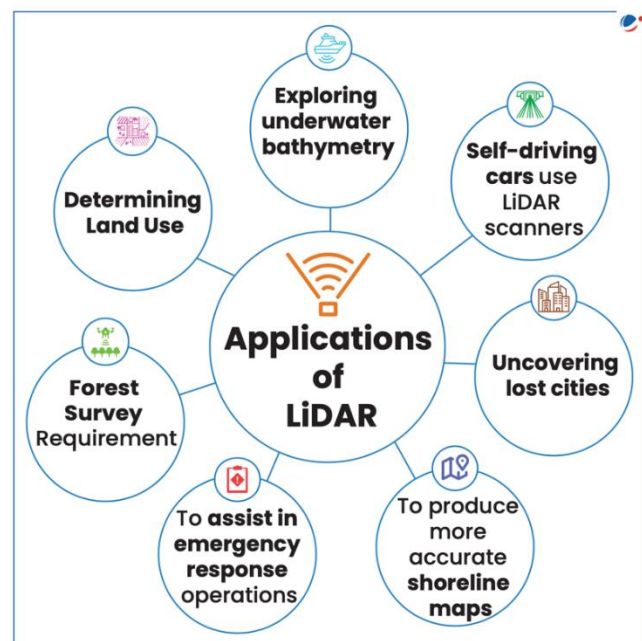 Exploring
underwater
bathymetry
Self-driving
cars use
LiDAR
scanners
Determining
Land Use
Applications
of
LiDAR
Uncovering
lost cities
Forest
Survey
Requirement
To assist in
emergency
response
operations
To produce
more
accurate
shoreline
maps